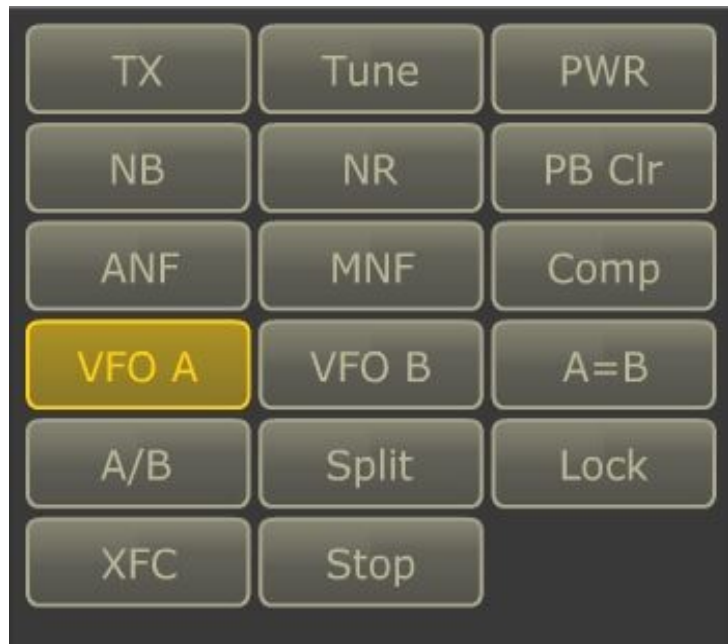 TX Tune PWR
NB NR PB Clr
ANF MNF Comp
VFO A VFO B A=B
A/B Split Lock
XFC Stop